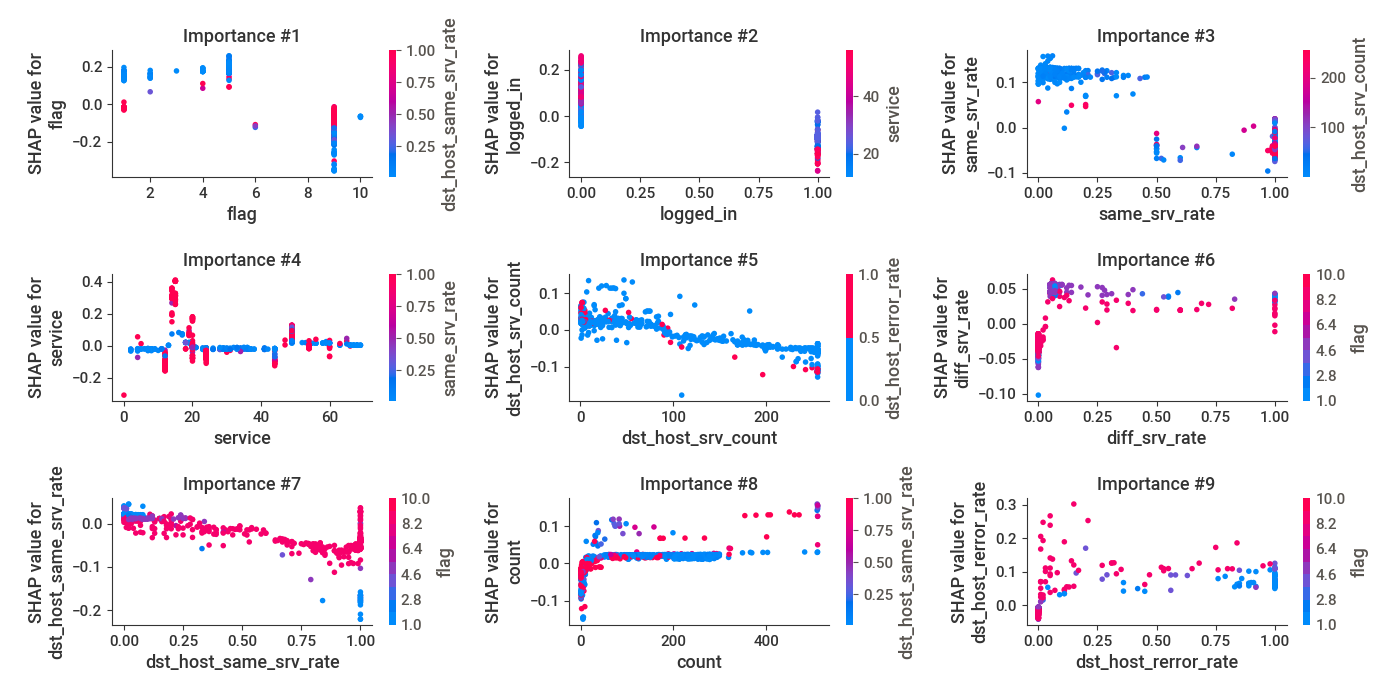 Importance #1
SHAP value for
flag
0.2
0.0
−0.2
2
4
6
8
10
flag
1.00
0.75
0.50
0.25
dst_host_same_srv_rate
Importance #2
SHAP value for
logged_in
0.2
0.0
−0.2
0.00
0.25
0.50
0.75
1.00
logged_in
40
20
service
Importance #3
SHAP value for
same_srv_rate
0.1
0.0
−0.1
0.00
0.25
0.50
0.75
1.00
same_srv_rate
200
100
dst_host_srv_count
Importance #4
SHAP value for
service
0.4
0.2
0.0
−0.2
0
20
40
60
service
1.00
0.75
0.50
0.25
same_srv_rate
Importance #5
SHAP value for
dst_host_srv_count
0.1
0.0
−0.1
0
100
200
dst_host_srv_count
1.0
0.5
0.0
dst_host_rerror_rate
Importance #6
SHAP value for
diff_srv_rate
0.05
0.00
−0.05
−0.10
0.00
0.25
0.50
0.75
1.00
diff_srv_rate
10.0
8.2
6.4
4.6
2.8
1.0
flag
Importance #7
SHAP value for
dst_host_same_srv_rate
0.0
−0.1
−0.2
0.00
0.25
0.50
0.75
1.00
dst_host_same_srv_rate
10.0
8.2
6.4
4.6
2.8
1.0
flag
Importance #8
SHAP value for
count
0.1
0.0
−0.1
0
200
400
count
1.00
0.75
0.50
0.25
dst_host_same_srv_rate
Importance #9
SHAP value for
dst_host_rerror_rate
0.3
0.2
0.1
0.0
0.00
0.25
0.50
0.75
1.00
dst_host_rerror_rate
10.0
8.2
6.4
4.6
2.8
1.0
flag